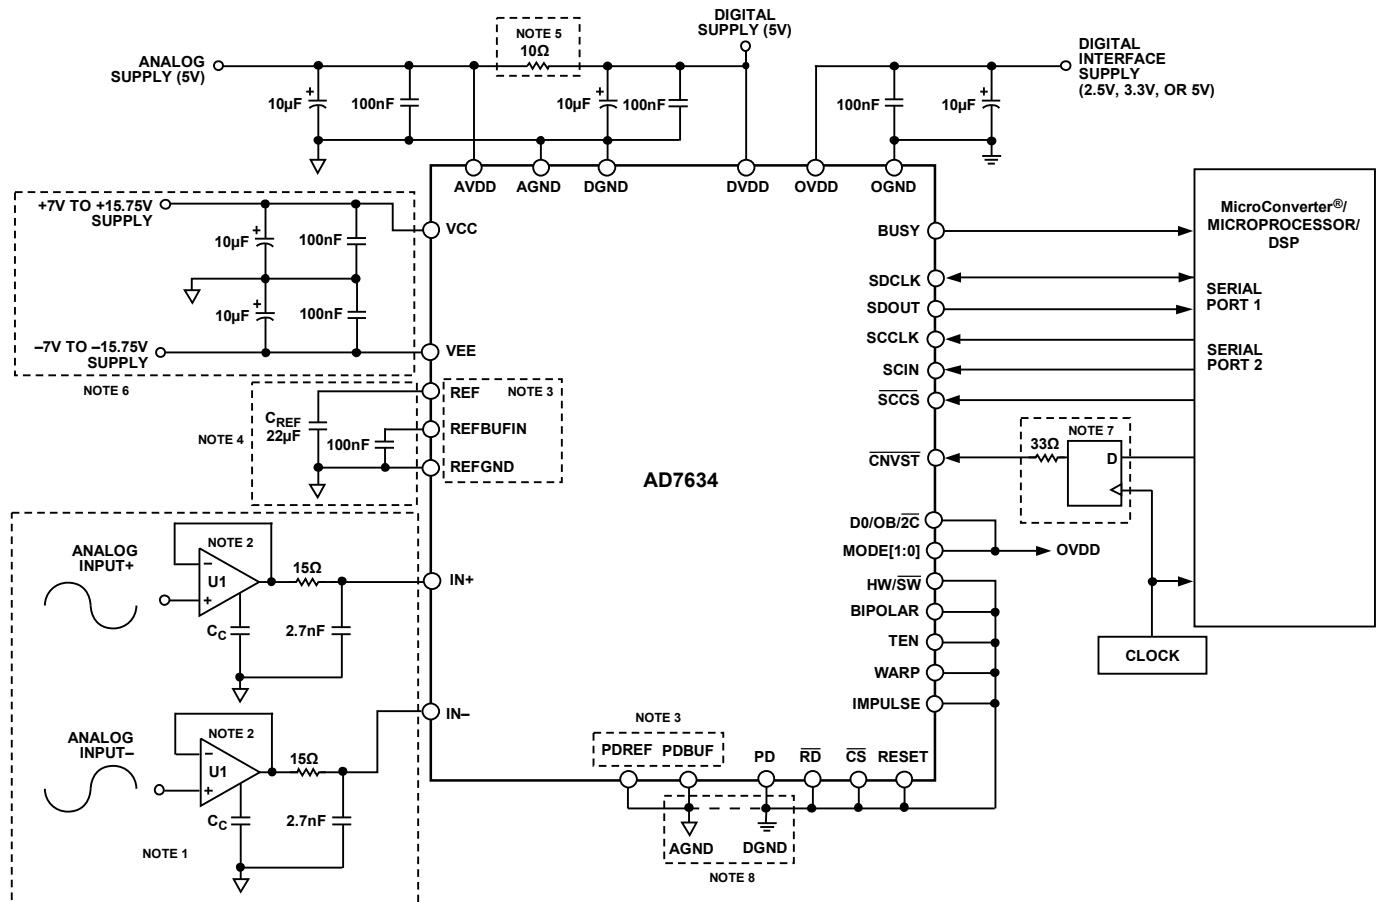 DIGITAL
SUPPLY (5V)
NOTE 5
10Ω
ANALOG
SUPPLY (5V)
DIGITAL
INTERFACE
SUPPLY
(2.5V, 3.3V, OR 5V)
+
10µF
100nF
+
10µF
100nF
100nF
+
10µF
AVDD
AGND
DGND
DVDD
OVDD
OGND
+7V TO +15.75V
SUPPLY
+
10µF
100nF
+
10µF
100nF
–7V TO –15.75V
SUPPLY
NOTE 6
VCC
VEE
REF
NOTE 3
REFBUFIN
REFGND
CREF
22µF
100nF
NOTE 4
AD7634
BUSY
SDCLK
SDOUT
SCCLK
SCIN
SCCS
CNVST
MicroConverter®/
MICROPROCESSOR/
DSP
SERIAL
PORT 1
SERIAL
PORT 2
NOTE 7
33Ω
D
D0/OB/2C
MODE[1:0]
OVDD
HW/SW
BIPOLAR
TEN
WARP
IMPULSE
CLOCK
ANALOG
INPUT+
NOTE 2
–
U1
+
15Ω
CC
2.7nF
IN+
ANALOG
INPUT–
NOTE 2
–
U1
+
15Ω
CC
2.7nF
IN–
NOTE 1
NOTE 3
PDREF
PDBUF
PD
RD
CS
RESET
AGND
DGND
NOTE 8